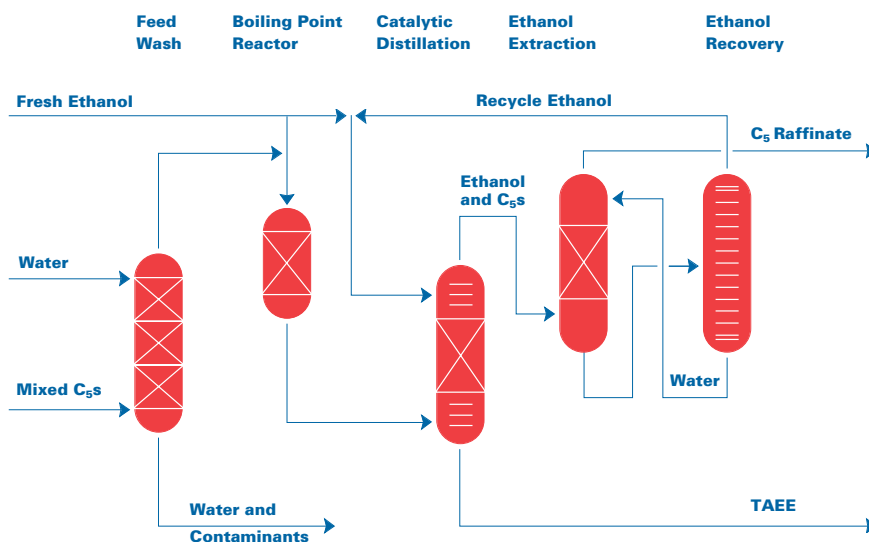 Feed
Wash
Boiling Point
Reactor
Catalytic
Distillation
Ethanol
Extraction
Ethanol
Recovery
Fresh Ethanol
Recycle Ethanol
C₅ Raffinate
Ethanol
and C₅s
Water
Mixed C₅s
Water
Water and
Contaminants
TAEE